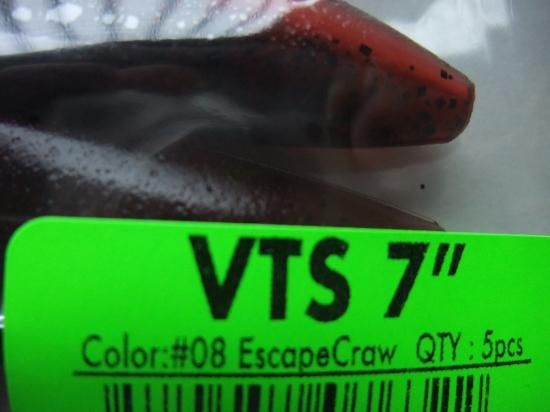 VTS 7"
Color:#08 EscapeCraw QTY : 5pcs